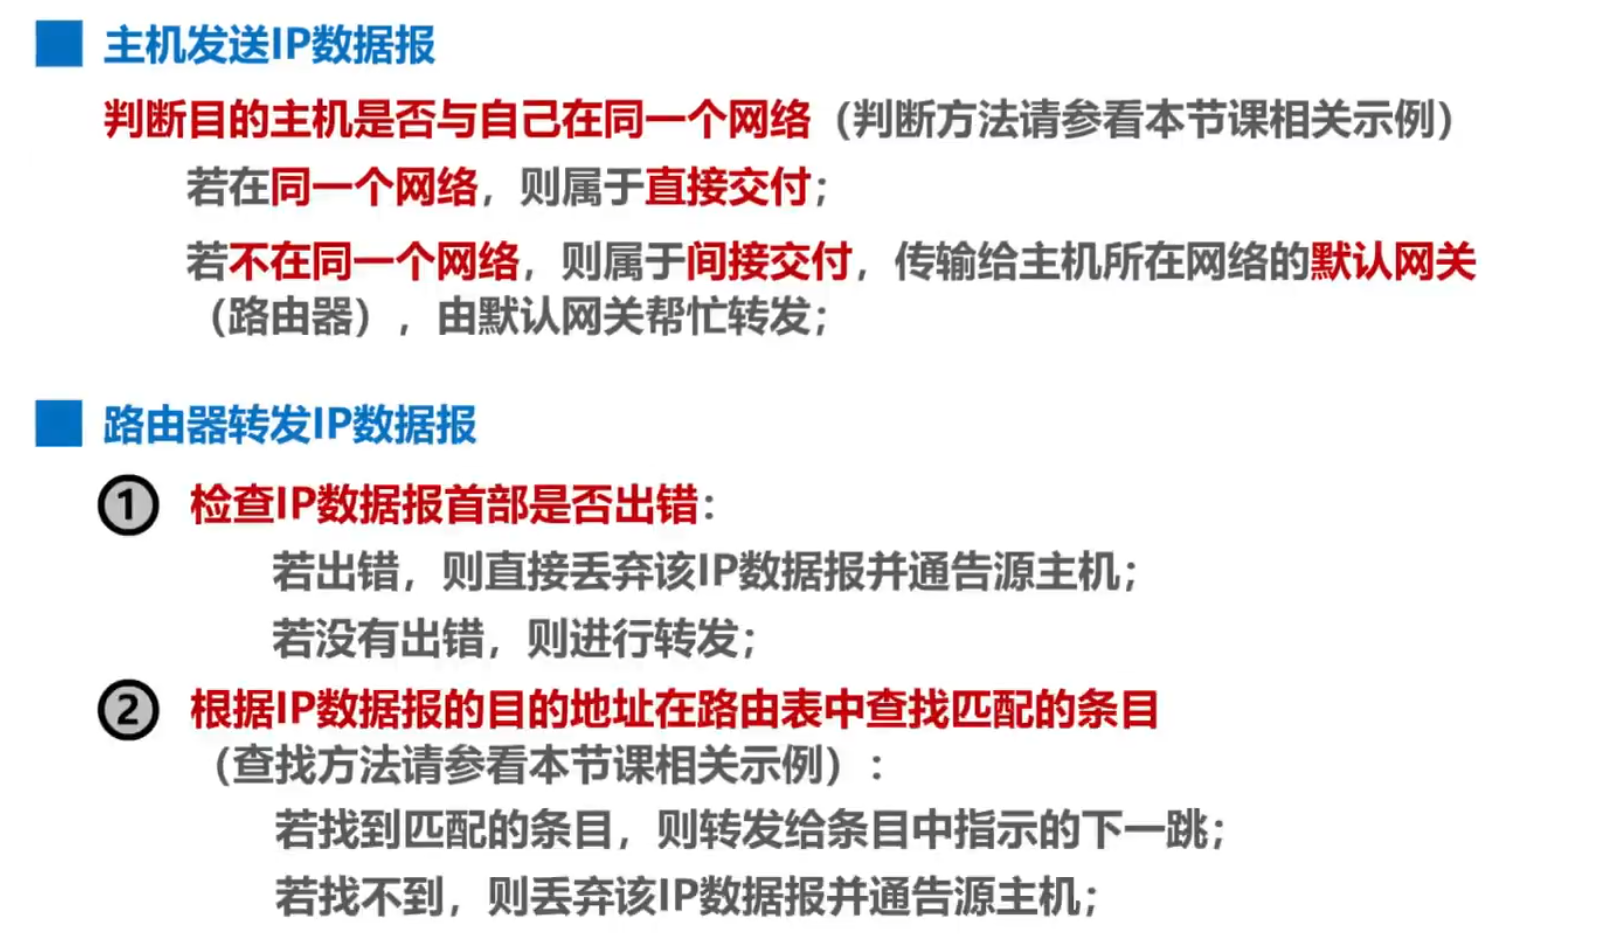 主机发送IP数据报
判断目的主机是否与自己在同一个网络（判断方法请参看本节课相关示例）
若在同一个网络，则属于直接交付；
若不在同一个网络，则属于间接交付，传输给主机所在网络的默认网关
（路由器），由默认网关帮忙转发；
路由器转发IP数据报
① 检查IP数据报首部是否出错：
若出错，则直接丢弃该IP数据报并通告源主机；
若没有出错，则进行转发；
② 根据IP数据报的目的地址在路由表中查找匹配的条目
（查找方法请参看本节课相关示例）：
若找到匹配的条目，则转发给条目中指示的下一跳；
若找不到，则丢弃该IP数据报并通告源主机；